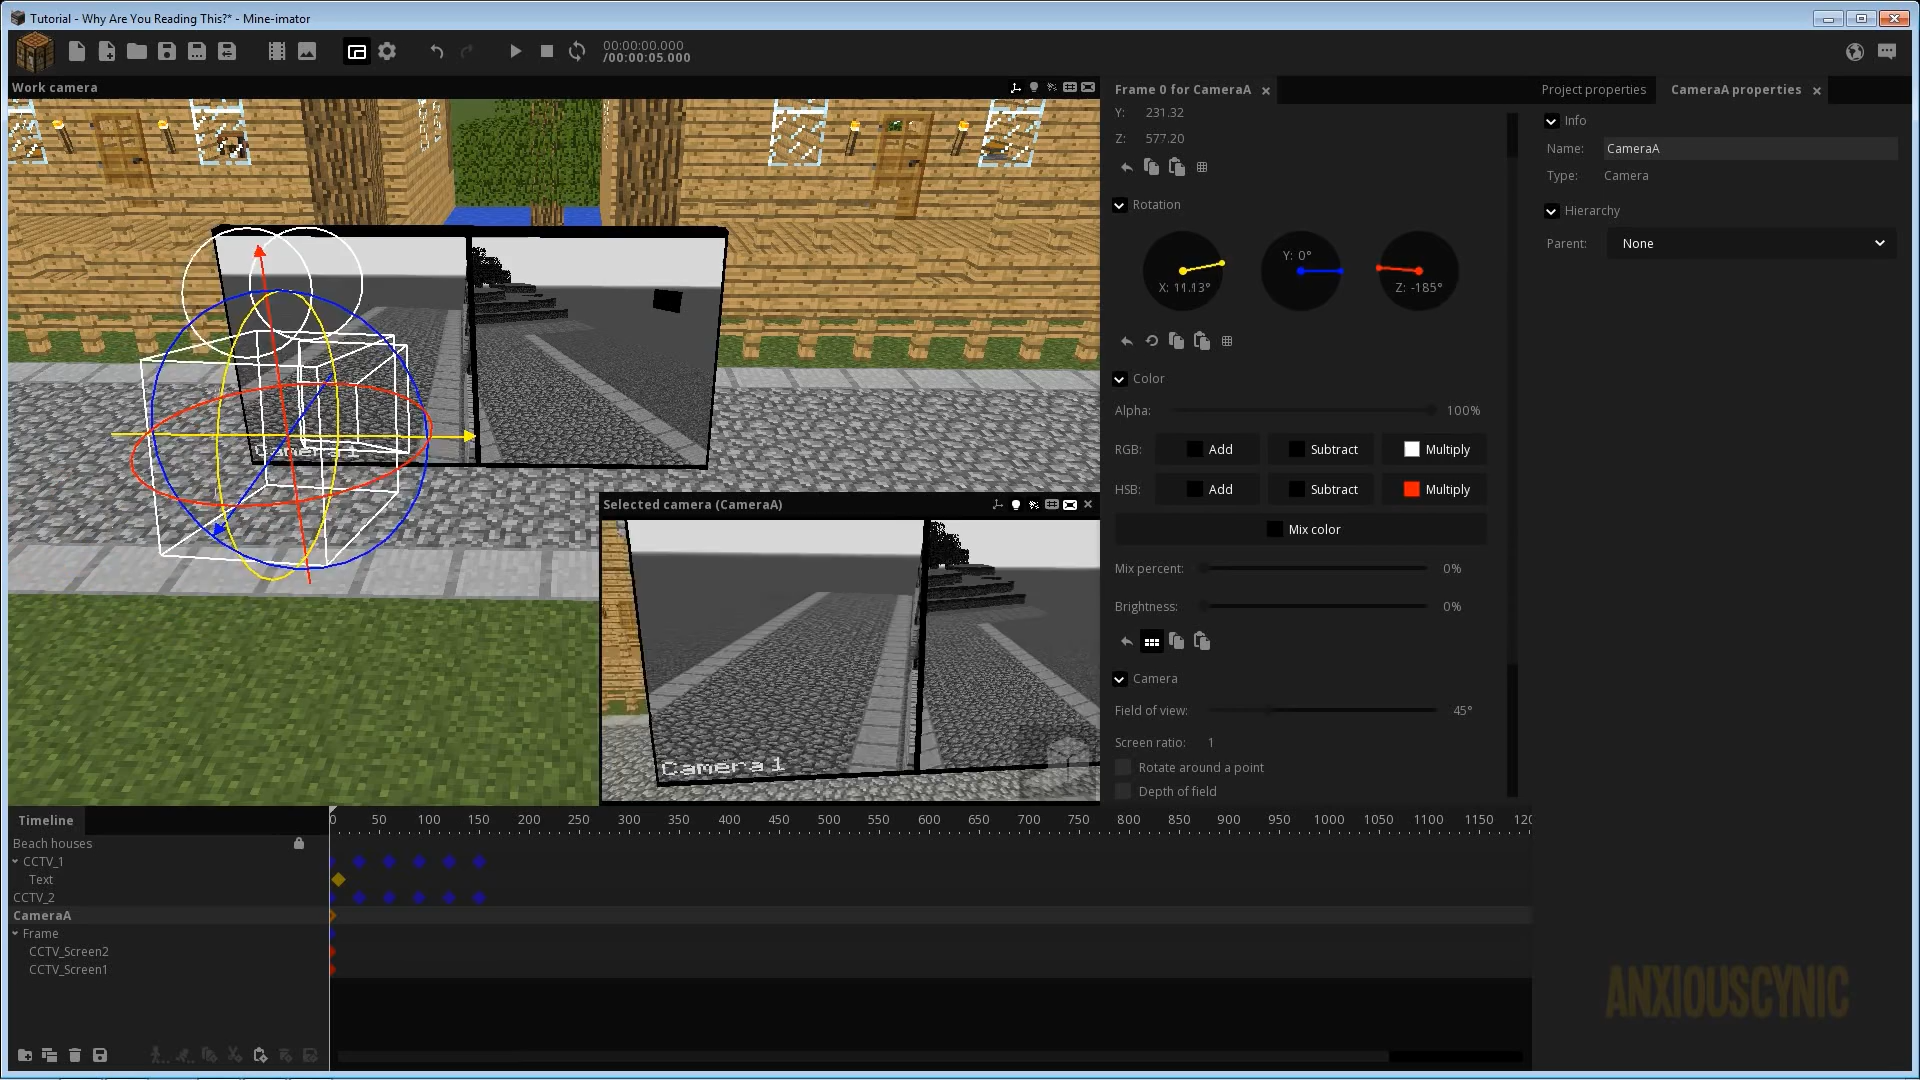 Tutorial - Why Are You Reading This?* - Mine-imator
00:00:00.000
/00:00:05.000
Work camera
Frame 0 for CameraA
Y: 231.32
Z: 577.20
Rotation
X: 11.13°
Y: 0°
Z: -185°
Color
Alpha: 100%
RGB: Add Subtract Multiply
HSB: Add Subtract Multiply
Mix color
Mix percent: 0%
Brightness: 0%
Camera
Field of view: 45°
Screen ratio: 1
Rotate around a point
Depth of field
Project properties
CameraA properties
Info
Name: CameraA
Type: Camera
Hierarchy
Parent: None
Camera 1
Selected camera (CameraA)
Camera 1
Timeline
0 50 100 150 200 250 300 350 400 450 500 550 600 650 700 750 800 850 900 950 1000 1050 1100 1150 120
Beach houses
CCTV_1
Text
CCTV_2
CameraA
Frame
CCTV_Screen2
CCTV_Screen1
ANXIOUSCYNIC